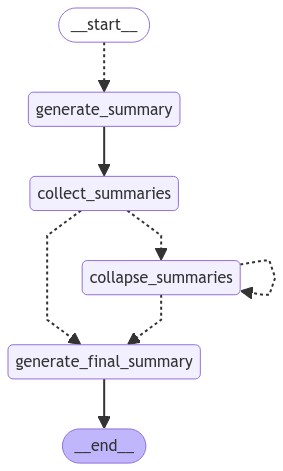 __start__
generate_summary
collect_summaries
collapse_summaries
generate_final_summary
__end__